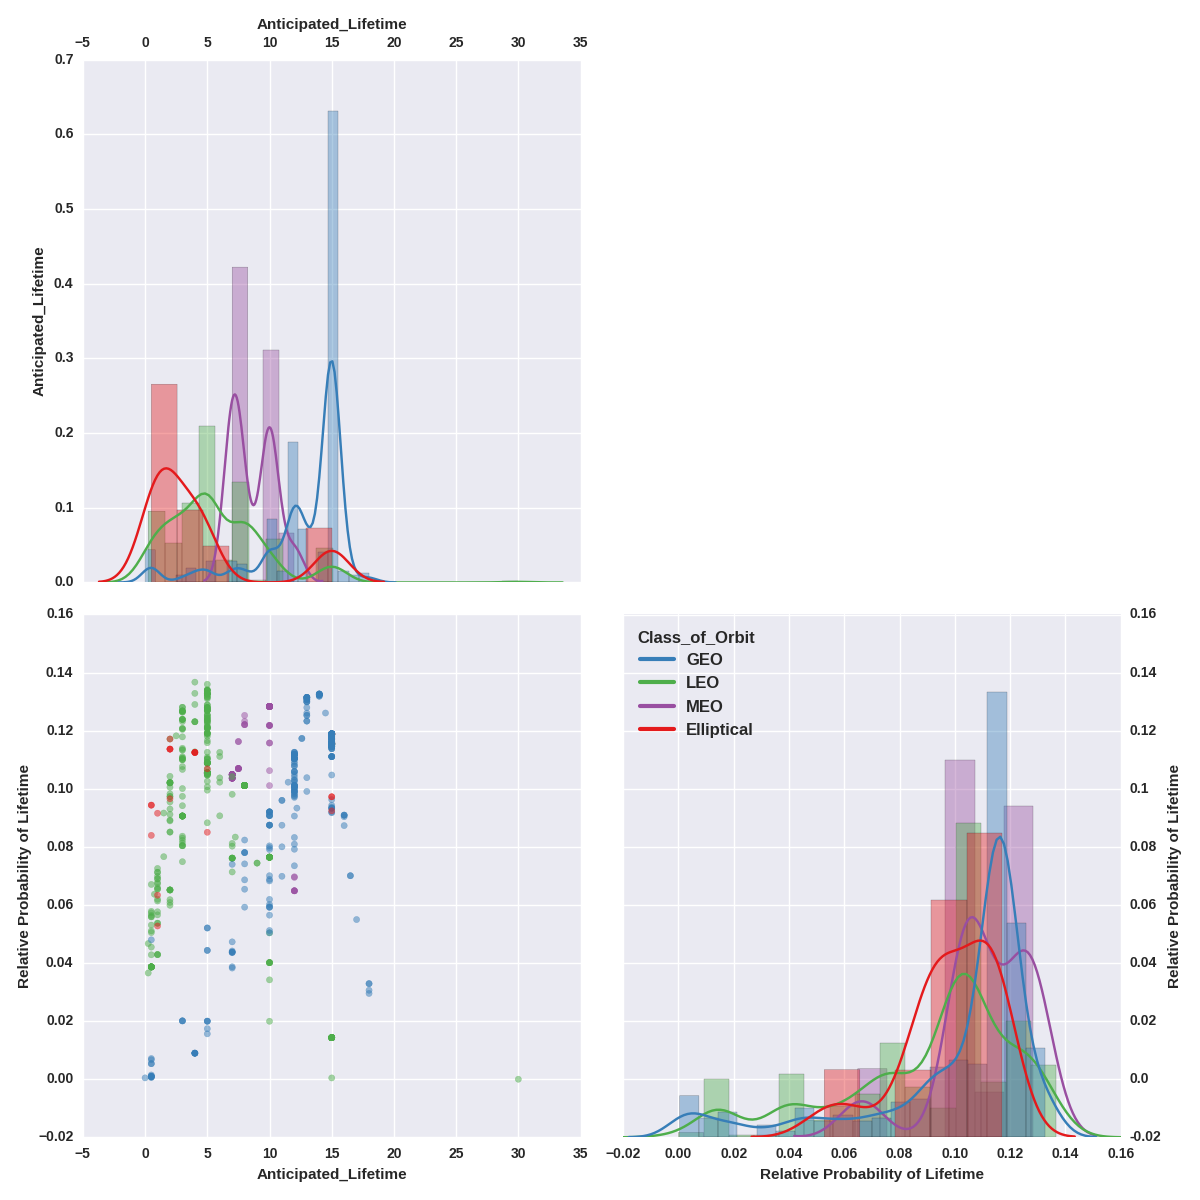 Anticipated_Lifetime
−5 0 5 10 15 20 25 30 35
0.7
0.6
0.5
0.4
0.3
0.2
0.1
0.0
Anticipated_Lifetime
0.16
0.14
0.12
0.10
0.08
0.06
0.04
0.02
0.00
−0.02
Relative Probability of Lifetime
−5 0 5 10 15 20 25 30 35
Anticipated_Lifetime
Class_of_Orbit
GEO
LEO
MEO
Elliptical
0.16
0.14
0.12
0.1
0.08
0.06
0.04
0.02
0.0
-0.02
Relative Probability of Lifetime
−0.02 0.00 0.02 0.04 0.06 0.08 0.10 0.12 0.14 0.16
Relative Probability of Lifetime